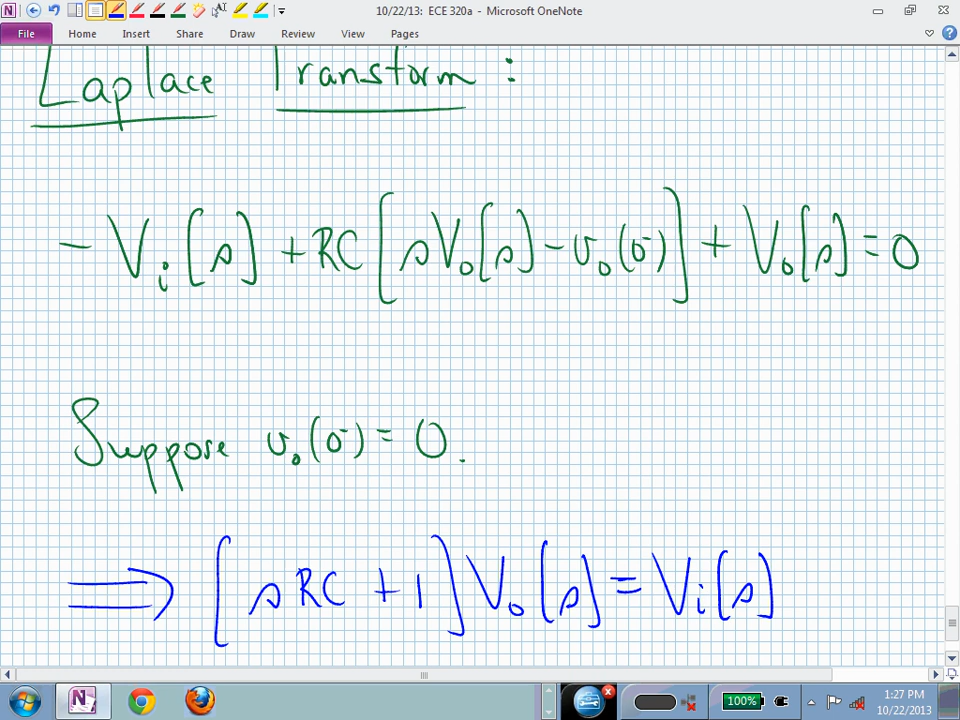 10/22/13: ECE 320a - Microsoft OneNote
File Home Insert Share Draw Review View Pages
Laplace Transform :
- Vi[s] + RC [sVo[s] - vo(0⁻)] + Vo[s] = 0
Suppose vo(0⁻) = 0.
⟹ [sRC + 1] Vo[s] = Vi[s]
100%
1:27 PM
10/22/2013